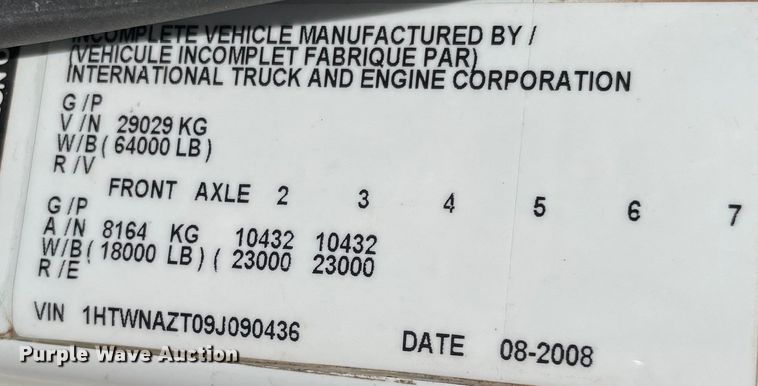 INCOMPLETE VEHICLE MANUFACTURED BY /
(VEHICULE INCOMPLET FABRIQUE PAR)
INTERNATIONAL TRUCK AND ENGINE CORPORATION
G /P
V /N 29029 KG
W/B ( 64000 LB )
R /V
FRONT AXLE 2 3 4 5 6 7
G /P
A /N 8164 KG 10432 10432
W/B ( 18000 LB ) ( 23000 23000
R /E
VIN 1HTWNAZT09J090436 DATE 08-2008
Purple Wave Auction